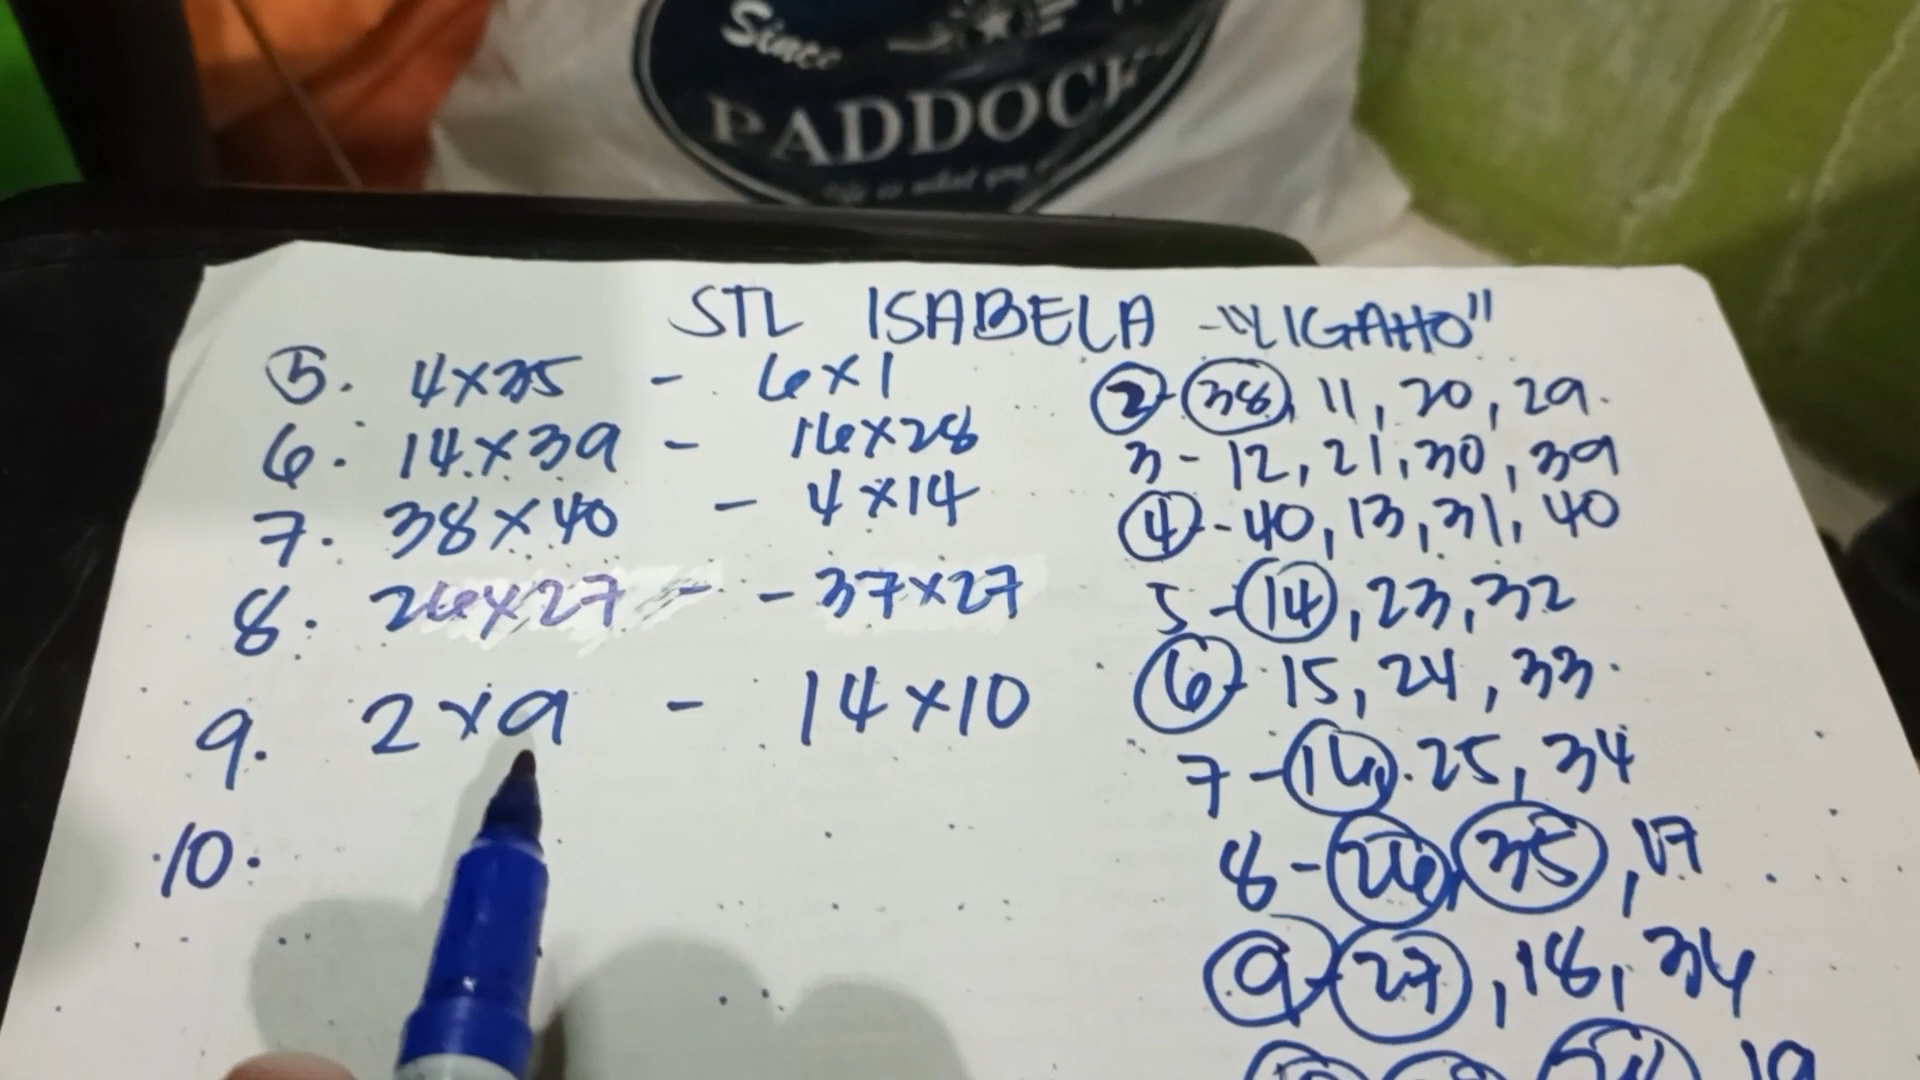 Since
PADDOCK
STL ISABELA - "LIGAHO"
5. 4x35 - 6x1
6. 14x39 - 16x28
7. 38x40 - 4x14
8. 26x27 - - 37x27
9. 2x9 - 14x10
10.
2 - 38, 11, 20, 29.
3 - 12, 21, 30, 39
4 - 40, 13, 31, 40
5 - 14, 23, 32
6 - 15, 24, 33.
7 - 16. 25, 34
8 - 26, 35, 17
9 - 27, 18, 34
19